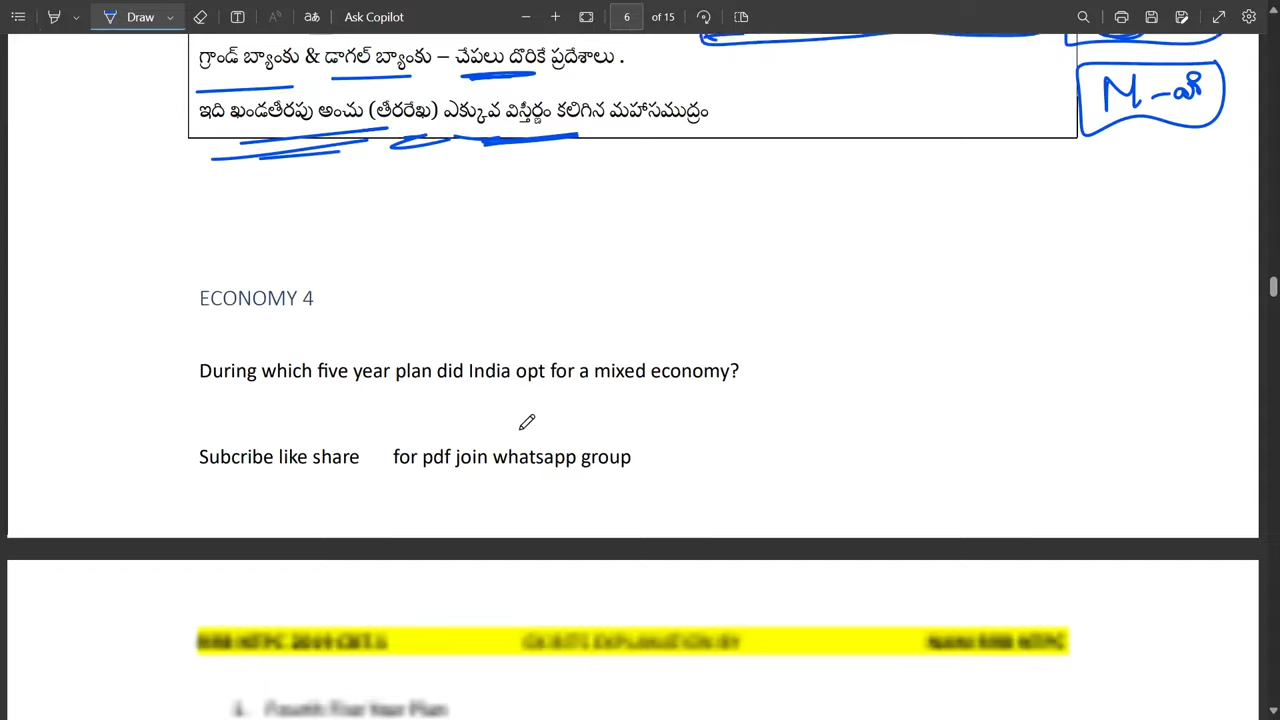 Draw
Ask Copilot
6 of 15
గ్రాండ్ బ్యాంకు & డాగల్ బ్యాంకు – చేపలు దొరికే ప్రదేశాలు .
ఇది ఖండతీరపు అంచు (తీరరేఖ) ఎక్కువ విస్తీర్ణం కలిగిన మహాసముద్రం
ECONOMY 4
During which five year plan did India opt for a mixed economy?
Subcribe like share for pdf join whatsapp group